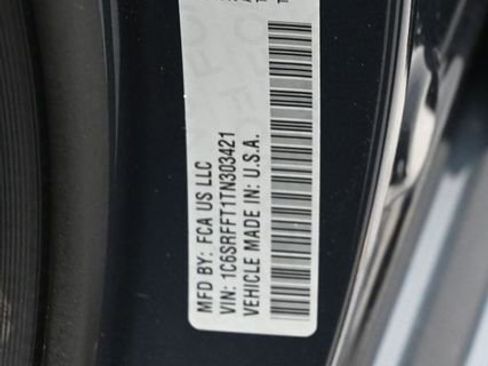 MFD BY: FCA US LLC
VIN: 1C6SRFFT1TN303421
VEHICLE MADE IN: U.S.A.